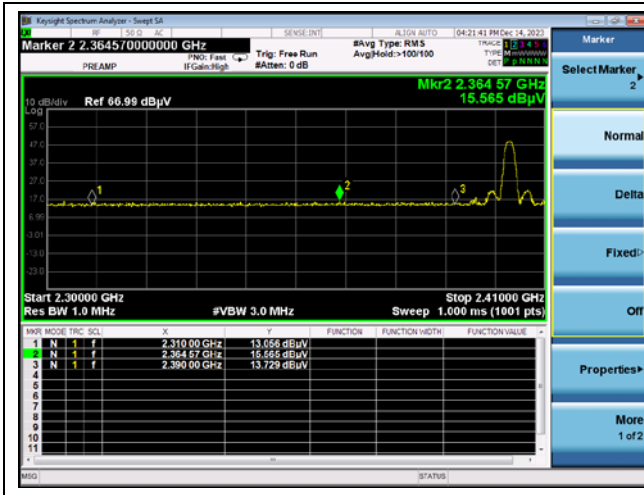 Keysight Spectrum Analyzer - Swept SA
RF 50 Ω AC SENSE:INT ALIGN AUTO 04:21:41 PM Dec 14, 2023
Marker 2 2.364570000000 GHz
PREAMP
PNO: Fast
IFGain:High
Trig: Free Run
#Atten: 0 dB
#Avg Type: RMS
Avg|Hold:>100/100
TRACE 1 2 3 4 5 6
TYPE M
DET P P N N N N
Mkr2 2.364 57 GHz
15.565 dBµV
10 dB/div Ref 66.99 dBµV
Log
57.0
47.0
37.0
27.0
17.0
6.99
-3.01
-13.0
-23.0
1
2
3
Start 2.30000 GHz
Stop 2.41000 GHz
Res BW 1.0 MHz #VBW 3.0 MHz Sweep 1.000 ms (1001 pts)
MKR MODE TRC SCL X Y FUNCTION FUNCTION WIDTH FUNCTION VALUE
1 N 1 f 2.310 00 GHz 13.056 dBµV
2 N 1 f 2.364 57 GHz 15.565 dBµV
3 N 1 f 2.390 00 GHz 13.729 dBµV
4
5
6
7
8
9
10
11
MSG STATUS
Marker
Select Marker
2
Normal
Delta
Fixed
Off
Properties
More
1 of 2